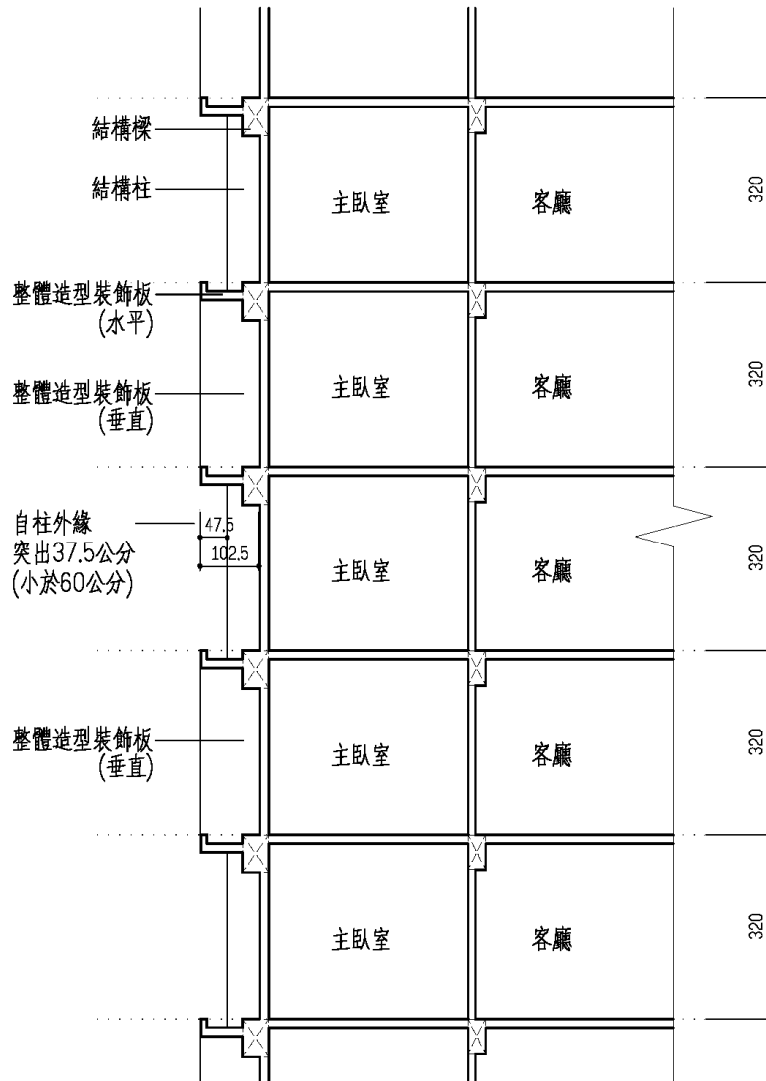 結構樑
結構柱
主臥室
客廳
320
整體造型裝飾板
(水平)
整體造型裝飾板
(垂直)
主臥室
客廳
320
自柱外緣
突出37.5公分
(小於60公分)
47.5
102.5
主臥室
客廳
320
整體造型裝飾板
(垂直)
主臥室
客廳
320
主臥室
客廳
320